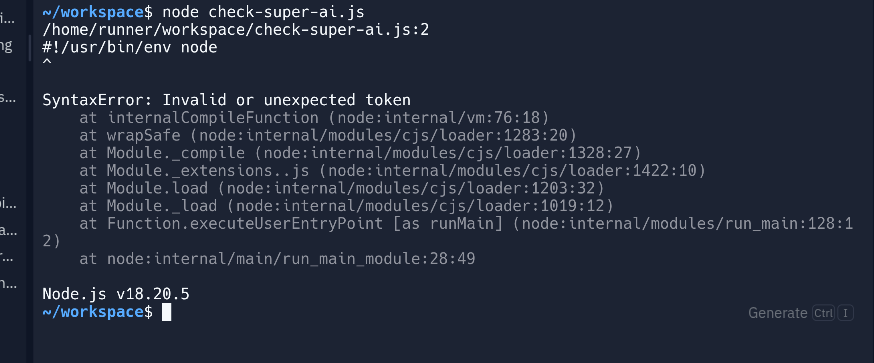 i...
~/workspace$ node check-super-ai.js
/home/runner/workspace/check-super-ai.js:2
ng
#!/usr/bin/env node
^
s...
SyntaxError: Invalid or unexpected token
at internalCompileFunction (node:internal/vm:76:18)
at wrapSafe (node:internal/modules/cjs/loader:1283:20)
at Module._compile (node:internal/modules/cjs/loader:1328:27)
at Module._extensions..js (node:internal/modules/cjs/loader:1422:10)
at Module.load (node:internal/modules/cjs/loader:1203:32)
pi...
at Module._load (node:internal/modules/cjs/loader:1019:12)
a...
at Function.executeUserEntryPoint [as runMain] (node:internal/modules/run_main:128:1
2)
r...
at node:internal/main/run_main_module:28:49
n...
Node.js v18.20.5
~/workspace$
Generate Ctrl I